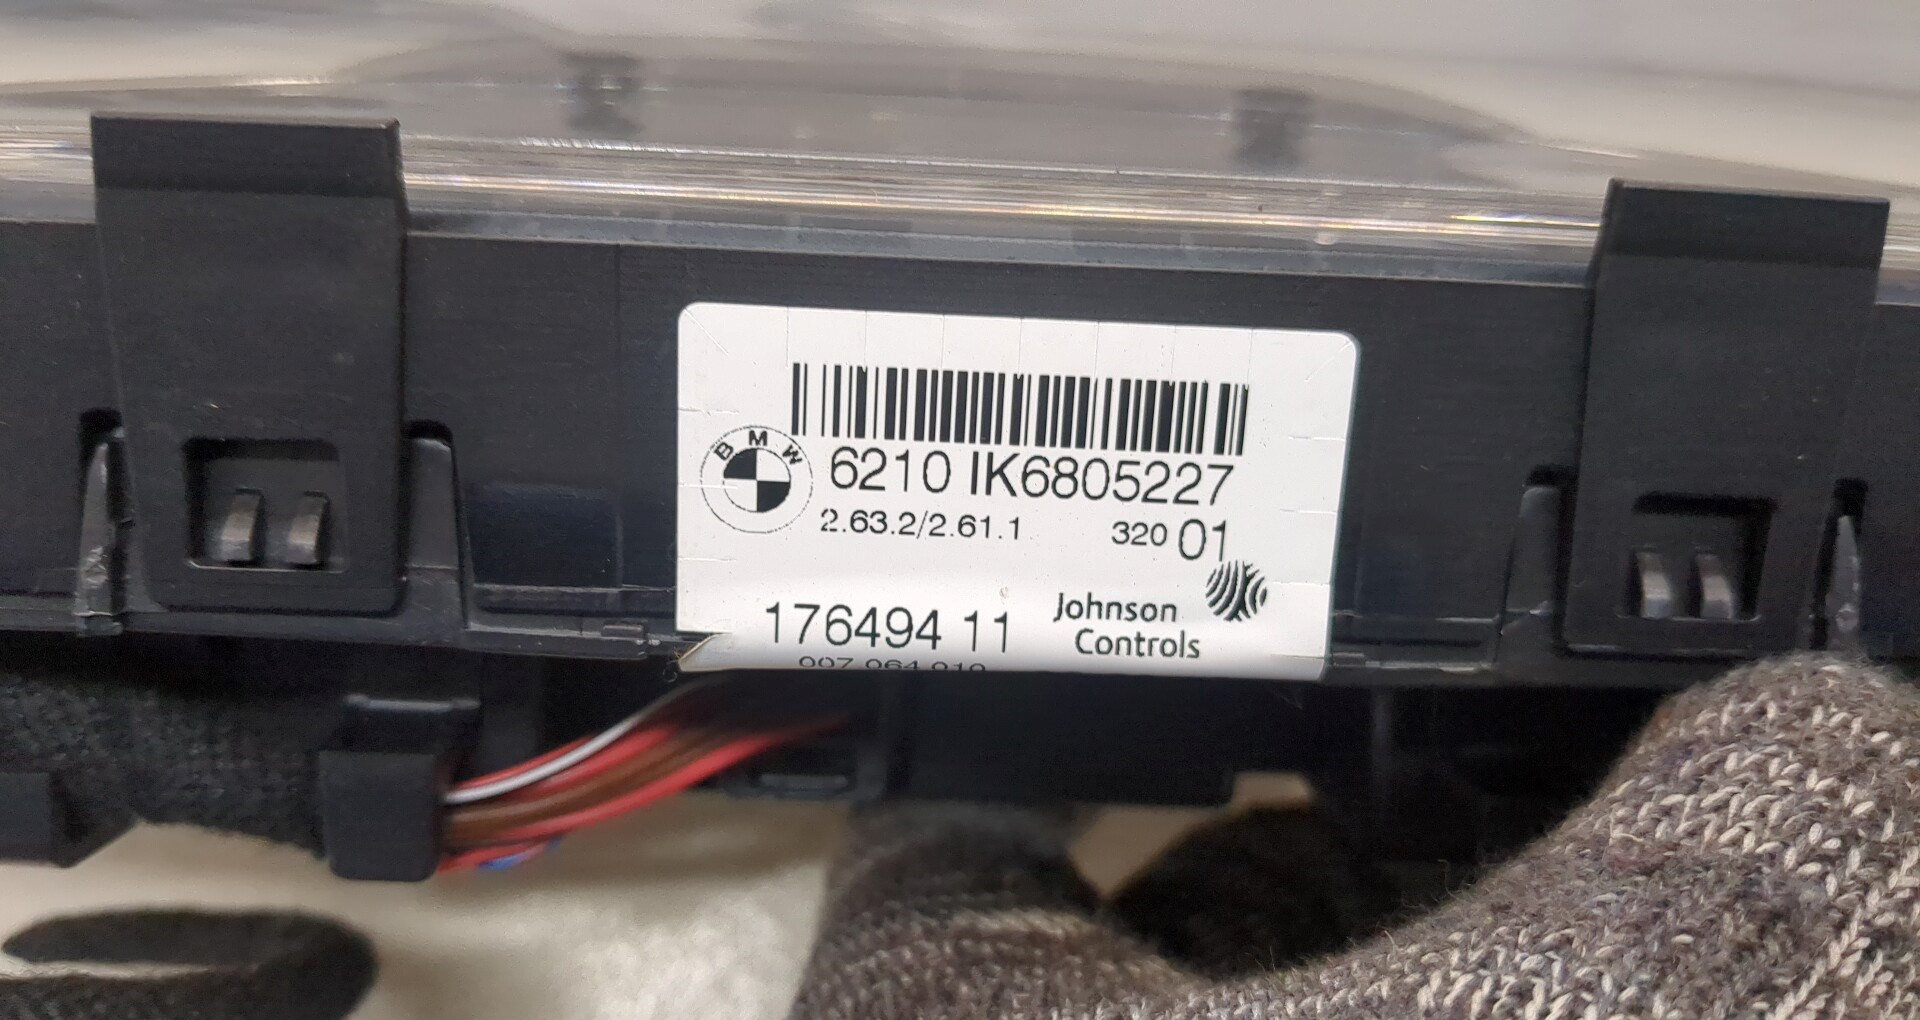 BMW
6210 IK6805227
2.63.2/2.61.1 320 01
176494 11
Johnson
Controls